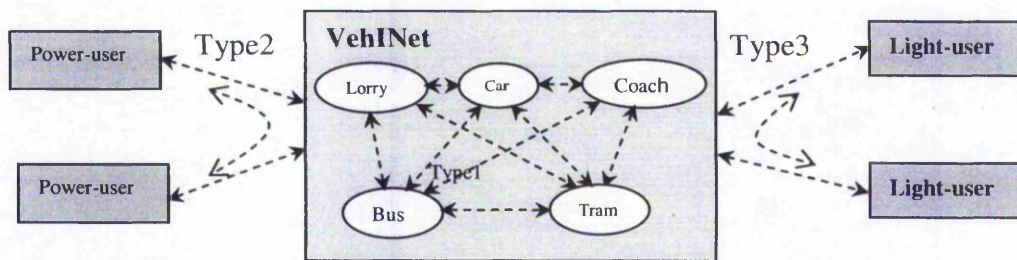 Power-user
Type2
VehINet
Type3
Light-user
Lorry
Car
Coach
Type1
Power-user
Bus
Tram
Light-user